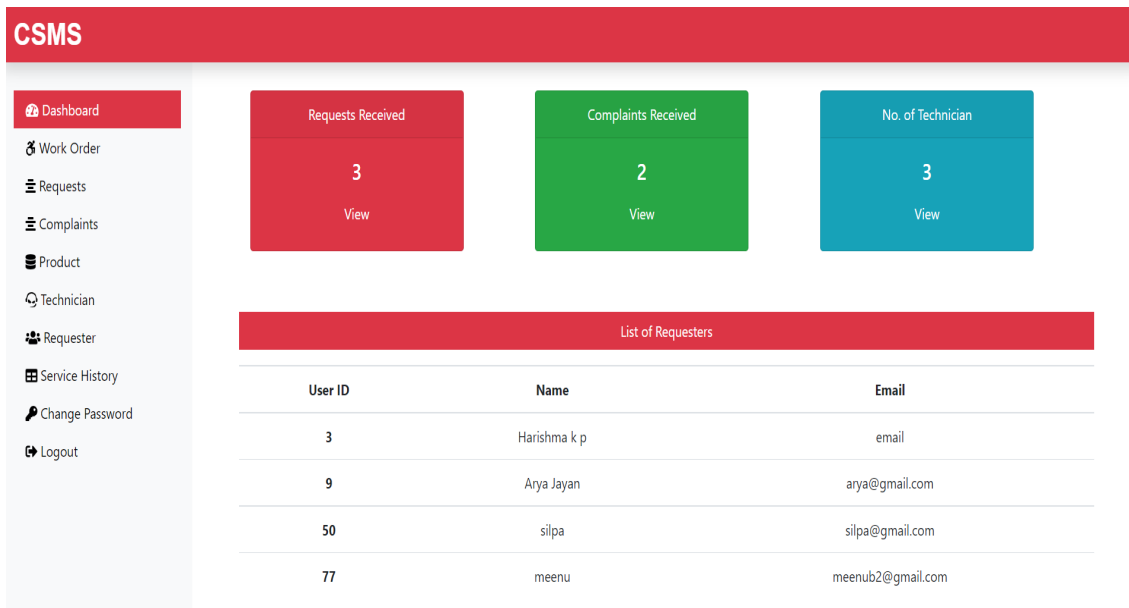 CSMS
Dashboard
Work Order
Requests
Complaints
Product
Technician
Requester
Service History
Change Password
Logout
Requests Received
3
View
Complaints Received
2
View
No. of Technician
3
View
List of Requesters
User ID Name Email
3 Harishma k p email
9 Arya Jayan arya@gmail.com
50 silpa silpa@gmail.com
77 meenu meenub2@gmail.com